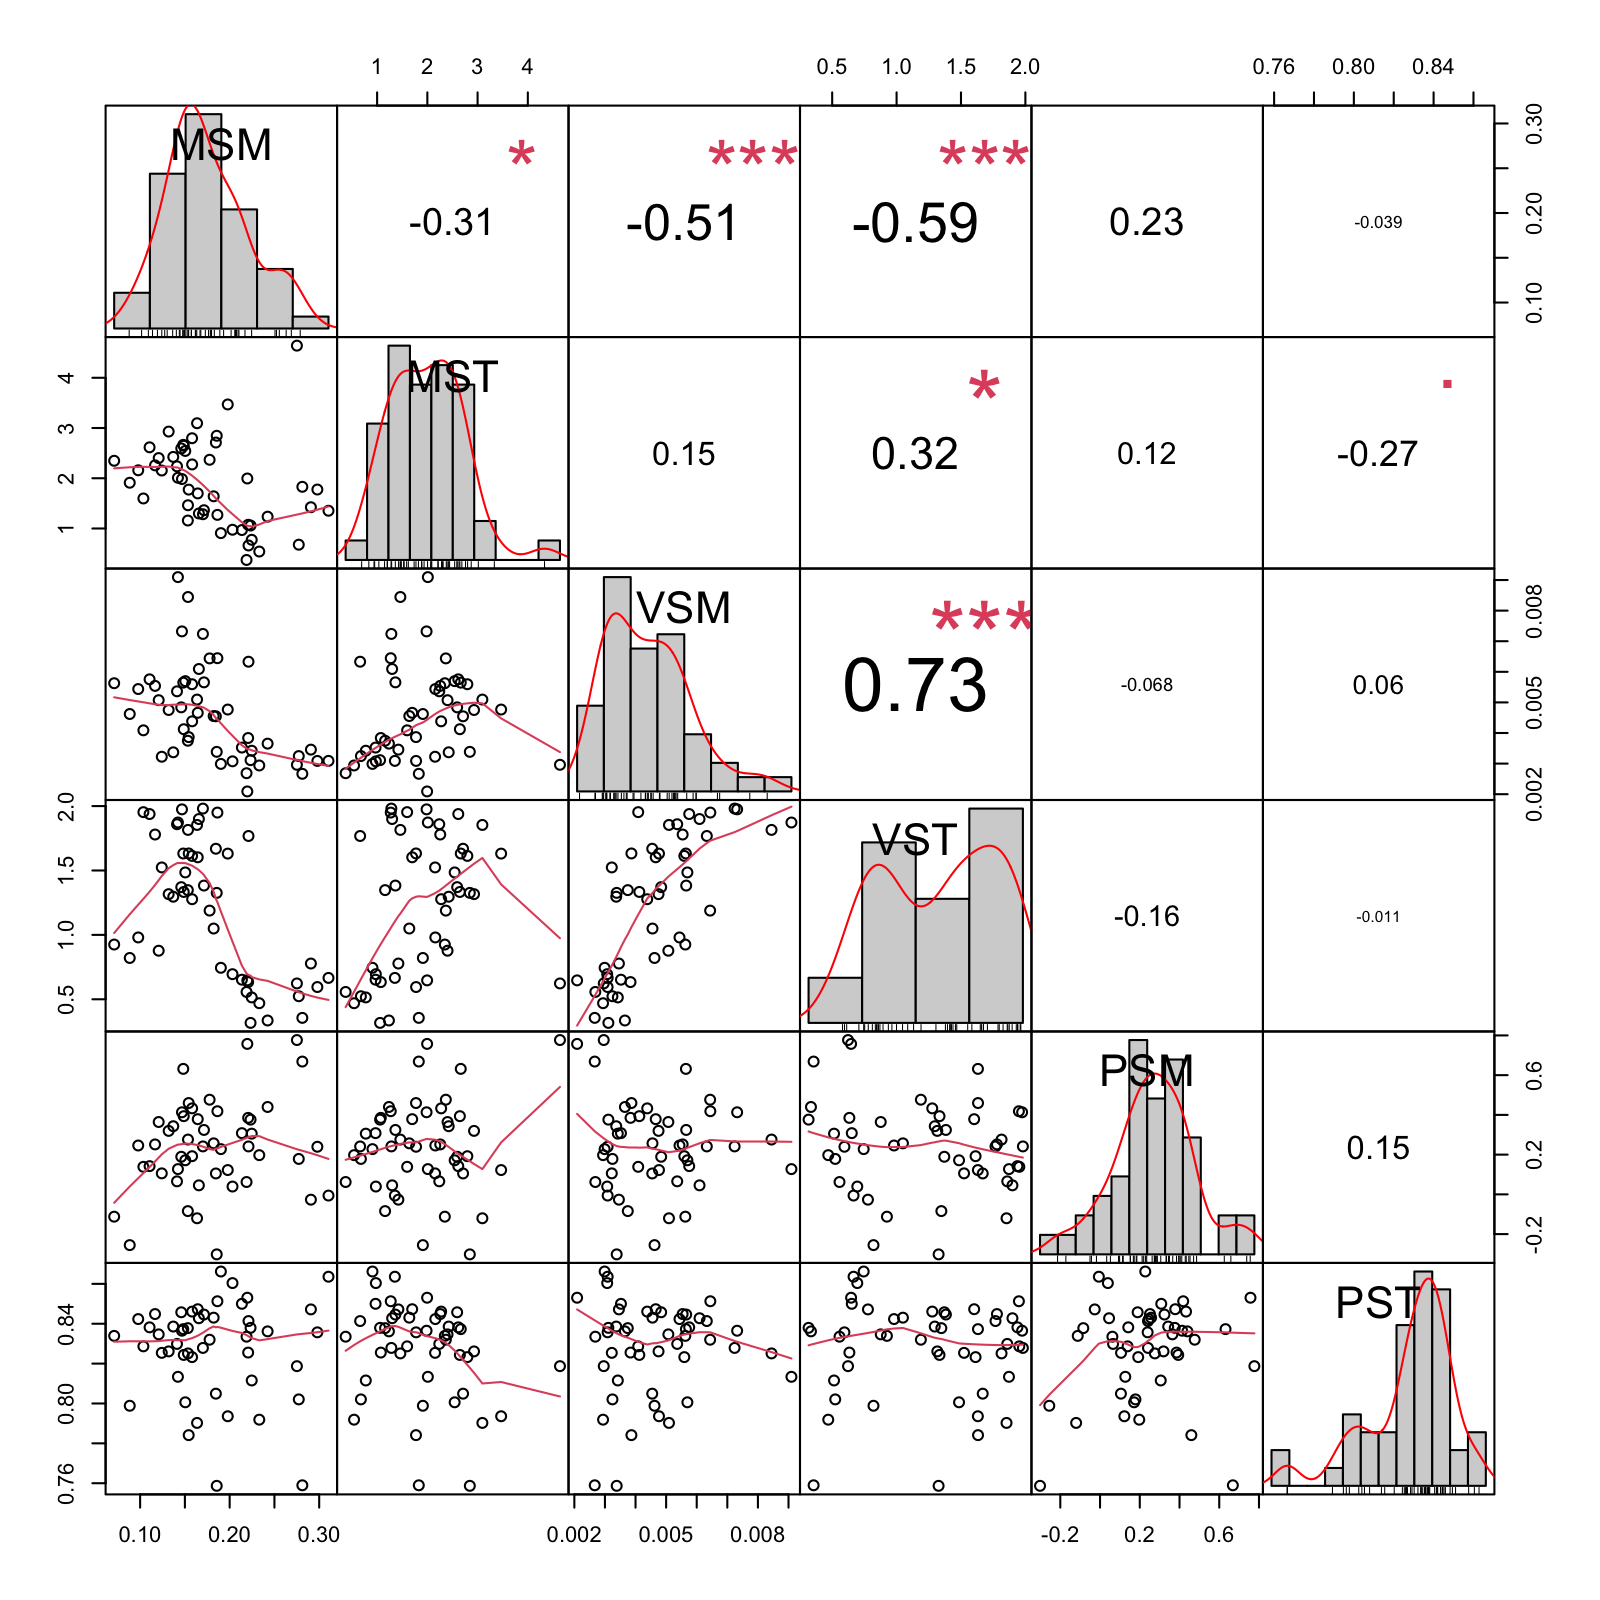 1 2 3 4 0.5 1.0 1.5 2.0 0.76 0.80 0.84
MSM * -0.31 *** -0.51 *** -0.59 0.23 -0.039 0.10 0.20 0.30
1 2 3 4 MST 0.15 * 0.32 0.12 . -0.27
VSM *** 0.73 -0.068 0.06 0.002 0.005 0.008
0.5 1.0 1.5 2.0 VST -0.16 -0.011
PSM 0.15 -0.2 0.2 0.6
0.76 0.80 0.84 PST
0.10 0.20 0.30 0.002 0.005 0.008 -0.2 0.2 0.6